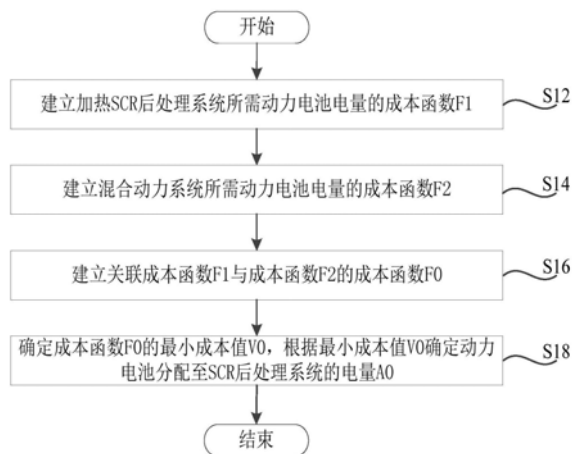 开始
建立加热SCR后处理系统所需动力电池电量的成本函数F1
S12
建立混合动力系统所需动力电池电量的成本函数F2
S14
建立关联成本函数F1与成本函数F2的成本函数F0
S16
确定成本函数F0的最小成本值V0，根据最小成本值V0确定动力
电池分配至SCR后处理系统的电量A0
S18
结束